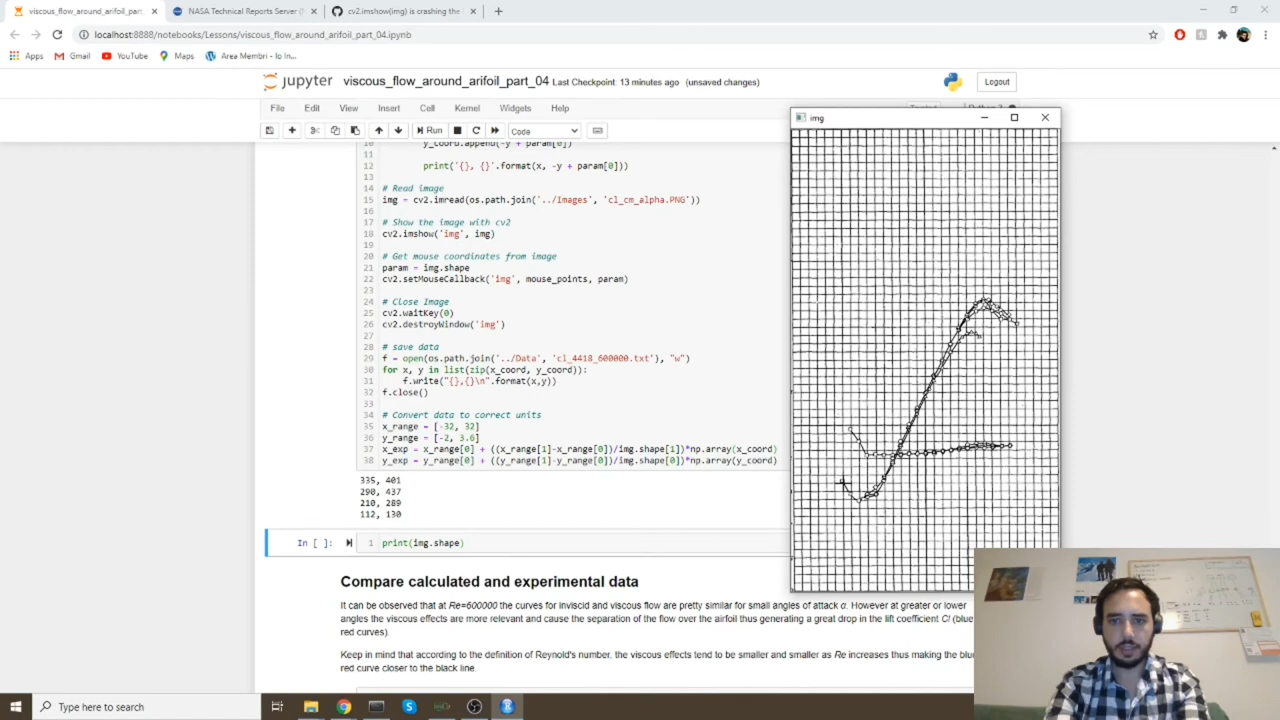 viscous_flow_around_arifoil_part
NASA Technical Reports Server (
cv2.imshow(img) is crashing the
localhost:8888/notebooks/Lessons/viscous_flow_around_arifoil_part_04.ipynb
Apps Gmail YouTube Maps Area Membri - Io In...
jupyter viscous_flow_around_arifoil_part_04 Last Checkpoint: 13 minutes ago (unsaved changes) Logout
File Edit View Insert Cell Kernel Widgets Help
Run Code
img
10 y_coord.append(-y + param[0])
11
12 print('{}, {}'.format(x, -y + param[0]))
13
14 # Read image
15 img = cv2.imread(os.path.join('../Images', 'cl_cm_alpha.PNG'))
16
17 # Show the image with cv2
18 cv2.imshow('img', img)
19
20 # Get mouse coordinates from image
21 param = img.shape
22 cv2.setMouseCallback('img', mouse_points, param)
23
24 # Close Image
25 cv2.waitKey(0)
26 cv2.destroyWindow('img')
27
28 # save data
29 f = open(os.path.join('../Data', 'cl_4418_600000.txt'), "w")
30 for x, y in list(zip(x_coord, y_coord)):
31 f.write("{},{}\n".format(x,y))
32 f.close()
33
34 # Convert data to correct units
35 x_range = [-32, 32]
36 y_range = [-2, 3.6]
37 x_exp = x_range[0] + ((x_range[1]-x_range[0])/img.shape[1])*np.array(x_coord)
38 y_exp = y_range[0] + ((y_range[1]-y_range[0])/img.shape[0])*np.array(y_coord)
335, 401
290, 437
210, 289
112, 130
In [ ]: 1 print(img.shape)
Compare calculated and experimental data
It can be observed that at Re=600000 the curves for inviscid and viscous flow are pretty similar for small angles of attack α. However at greater or lower
angles the viscous effects are more relevant and cause the separation of the flow over the airfoil thus generating a great drop in the lift coefficient Cl (blue
red curves).
Keep in mind that according to the definition of Reynold's number, the viscous effects tend to be smaller and smaller as Re increases thus making the blue
red curve closer to the black line.
Type here to search